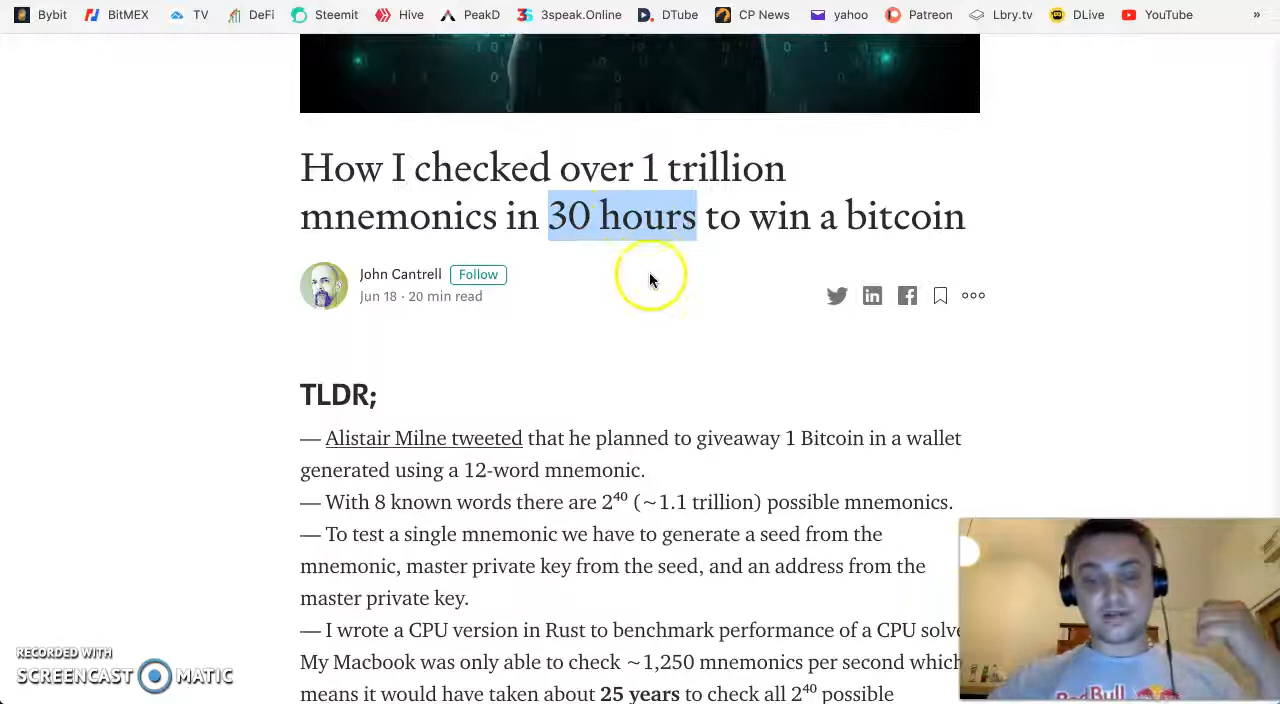 Bybit BitMEX TV DeFi Steemit Hive PeakD 3speak.Online DTube CP News yahoo Patreon Lbry.tv DLive YouTube »
How I checked over 1 trillion
mnemonics in 30 hours to win a bitcoin
John Cantrell Follow
Jun 18 · 20 min read
TLDR;
— Alistair Milne tweeted that he planned to giveaway 1 Bitcoin in a wallet
generated using a 12-word mnemonic.
— With 8 known words there are 2⁴⁰ (~1.1 trillion) possible mnemonics.
— To test a single mnemonic we have to generate a seed from the
mnemonic, master private key from the seed, and an address from the
master private key.
— I wrote a CPU version in Rust to benchmark performance of a CPU solve
My Macbook was only able to check ~1,250 mnemonics per second which
means it would have taken about 25 years to check all 2⁴⁰ possible
RECORDED WITH
SCREENCAST MATIC
Red Bull